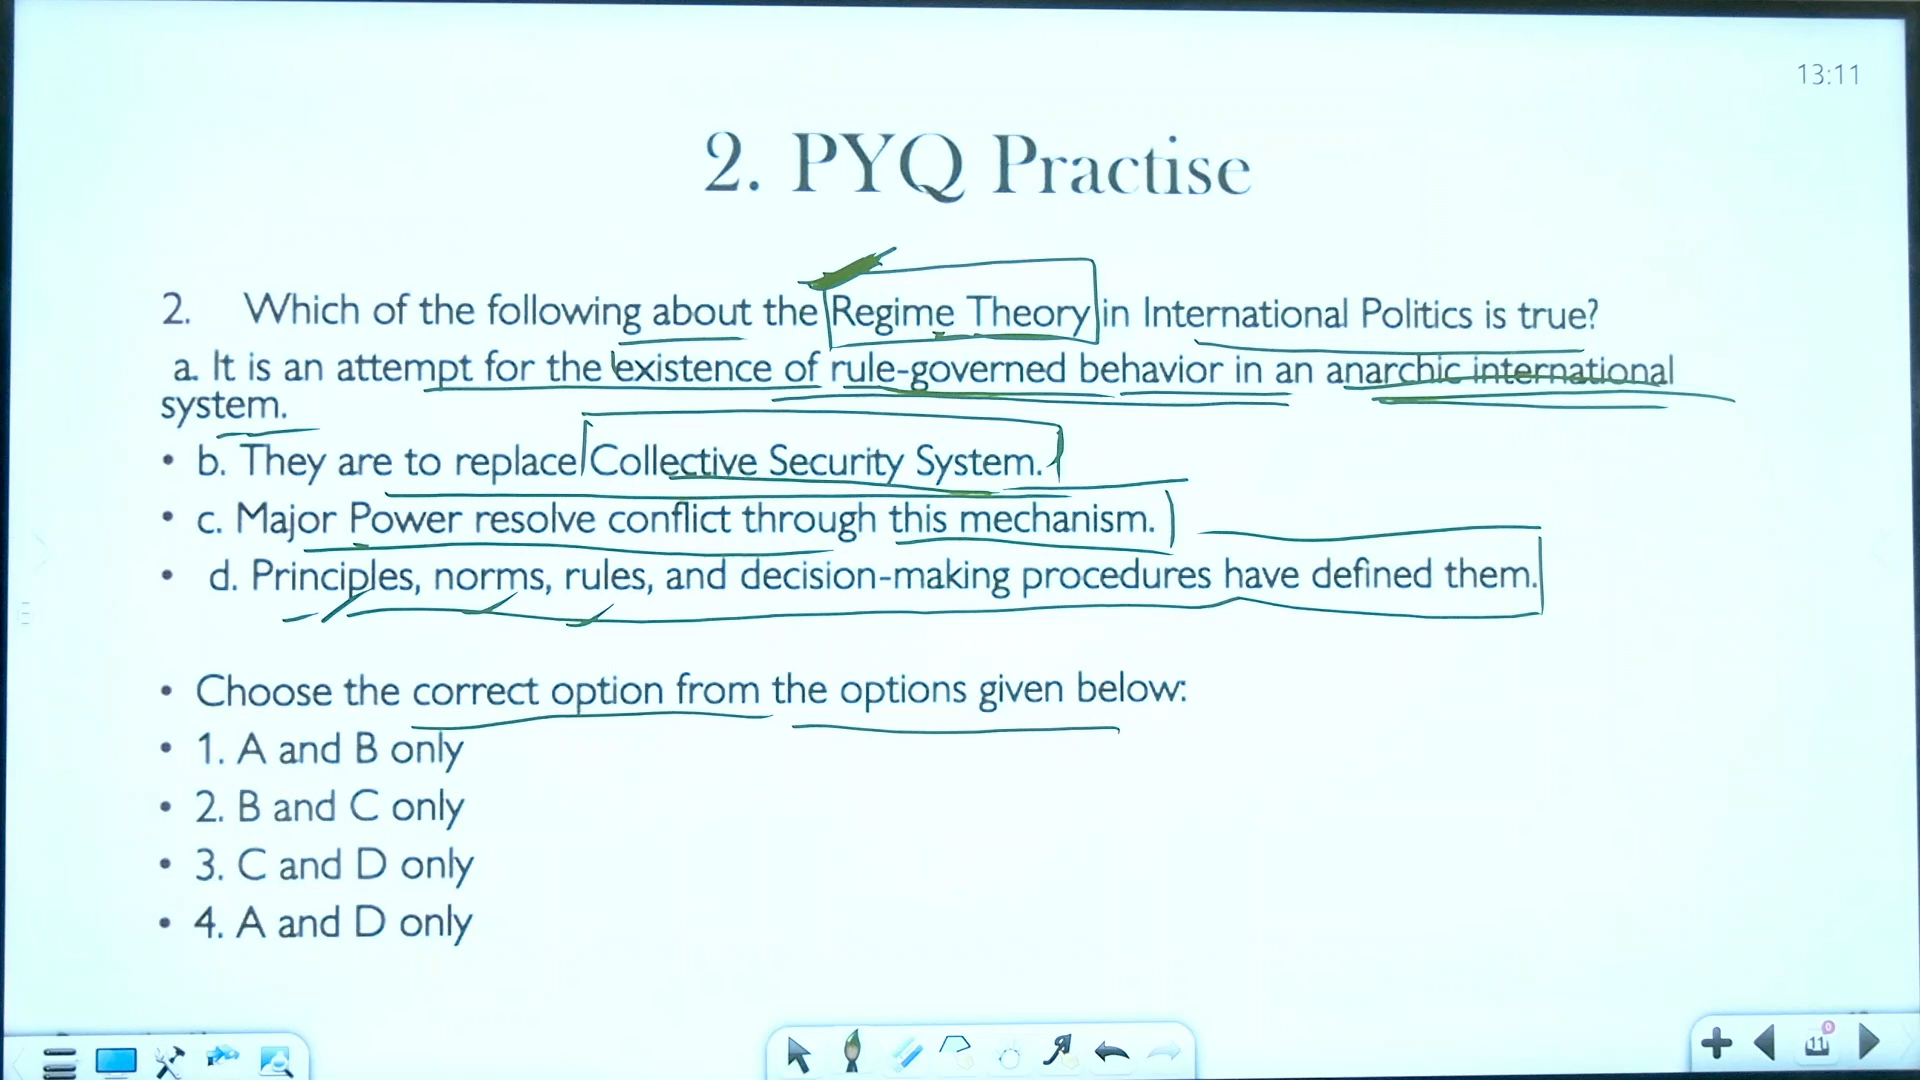 13:11
2. PYQ Practise
2. Which of the following about the Regime Theory in International Politics is true?
a. It is an attempt for the existence of rule-governed behavior in an anarchic international
system.
• b. They are to replace Collective Security System.
• c. Major Power resolve conflict through this mechanism.
• d. Principles, norms, rules, and decision-making procedures have defined them.
• Choose the correct option from the options given below:
• 1. A and B only
• 2. B and C only
• 3. C and D only
• 4. A and D only
11
0